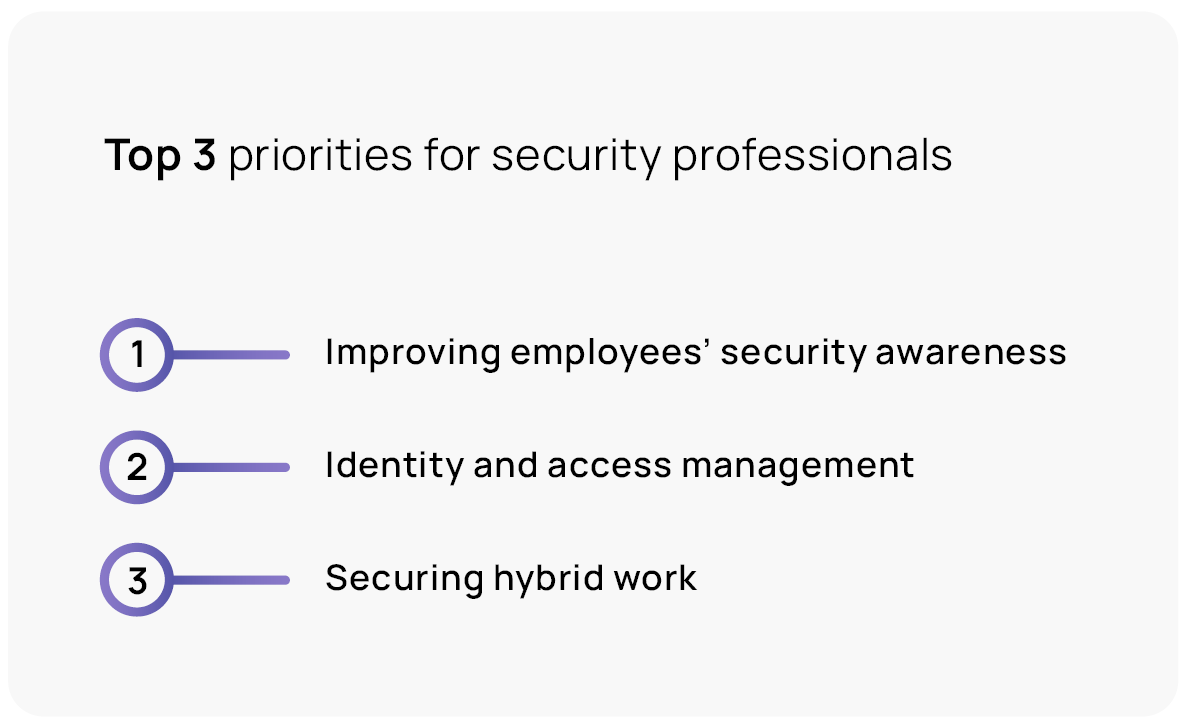 Top 3 priorities for security professionals
1 Improving employees’ security awareness
2 Identity and access management
3 Securing hybrid work